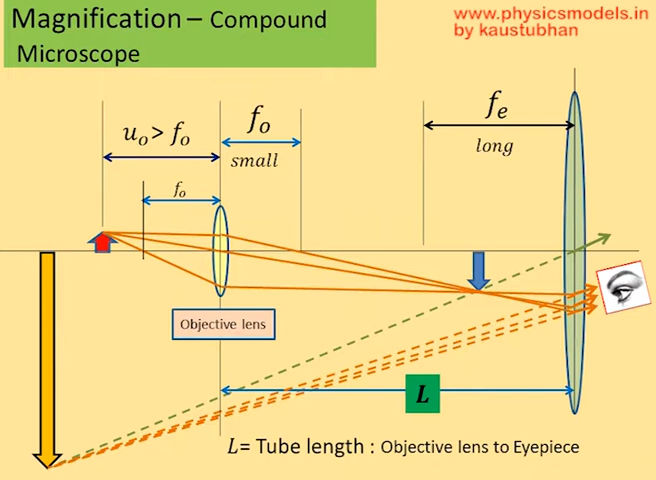 Magnification – Compound
Microscope
www.physicsmodels.in
by kaustubhan
uₒ > fₒ
fₒ
small
fₑ
long
fₒ
Objective lens
L
L= Tube length : Objective lens to Eyepiece